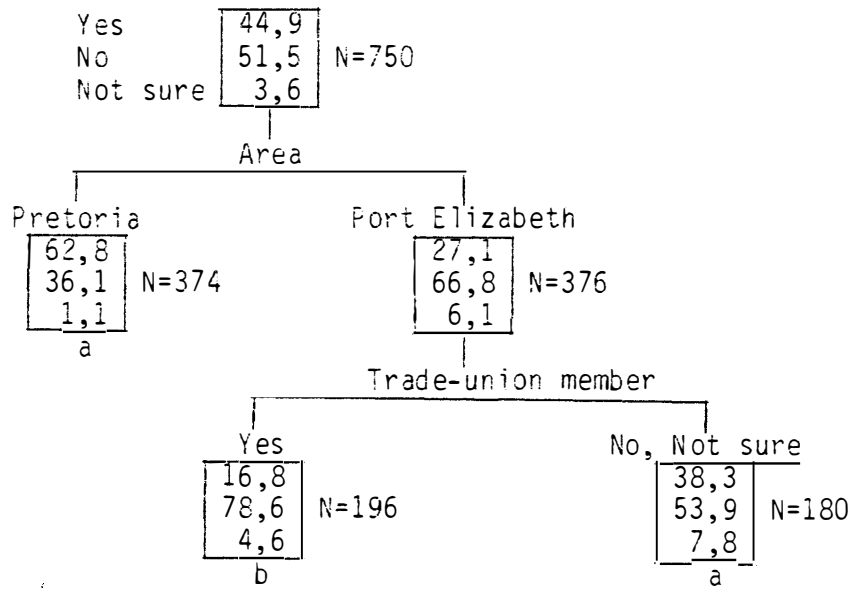 Yes 44,9
No 51,5 N=750
Not sure 3,6
Area
Pretoria Port Elizabeth
62,8 27,1
36,1 N=374 66,8 N=376
1,1 6,1
a
Trade-union member
Yes No, Not sure
16,8 38,3
78,6 N=196 53,9 N=180
4,6 7,8
b a